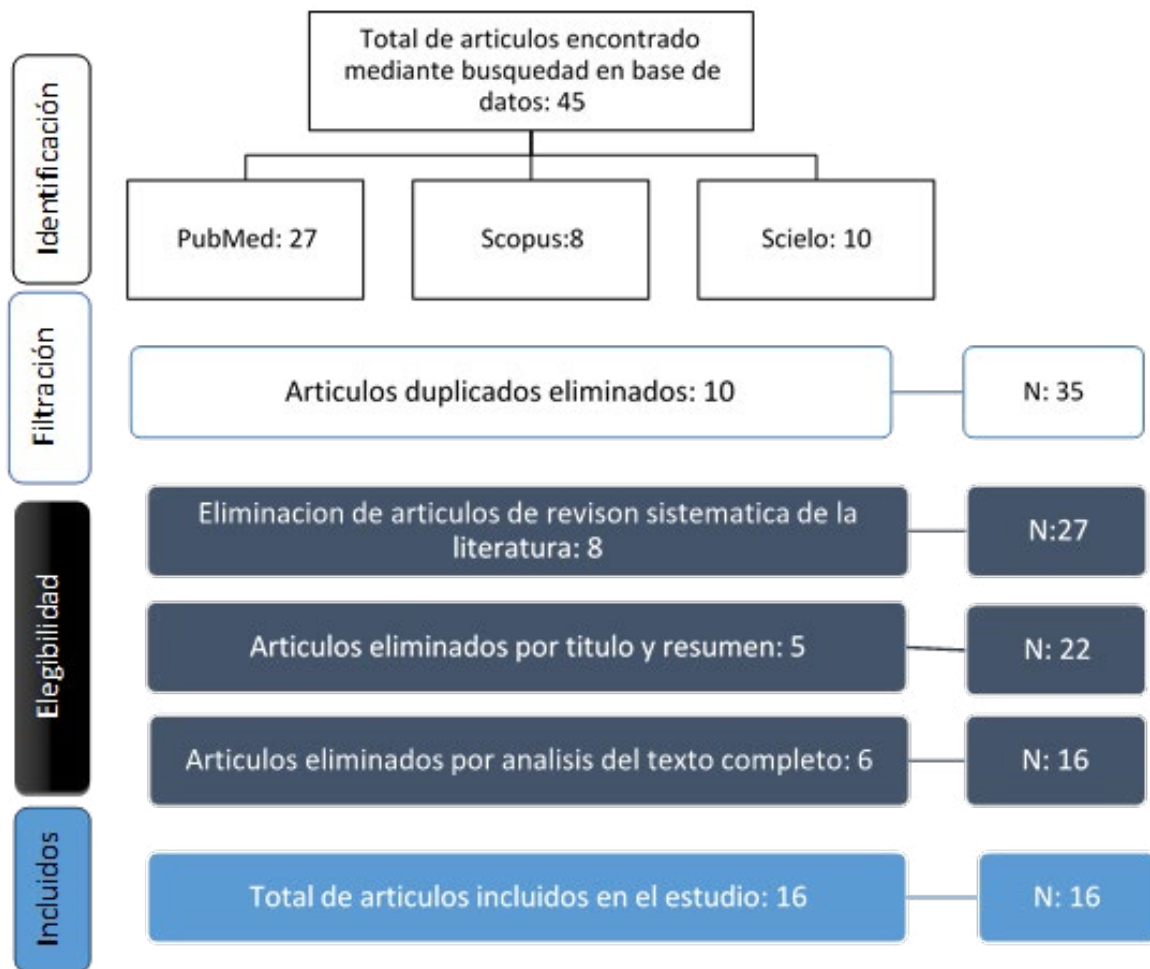 Identificación
Total de articulos encontrado
mediante busquedad en base de
datos: 45
PubMed: 27
Scopus:8
Scielo: 10
Filtración
Articulos duplicados eliminados: 10
N: 35
Elegibilidad
Eliminacion de articulos de revison sistematica de la
literatura: 8
N:27
Articulos eliminados por titulo y resumen: 5
N: 22
Articulos eliminados por analisis del texto completo: 6
N: 16
Incluidos
Total de articulos incluidos en el estudio: 16
N: 16